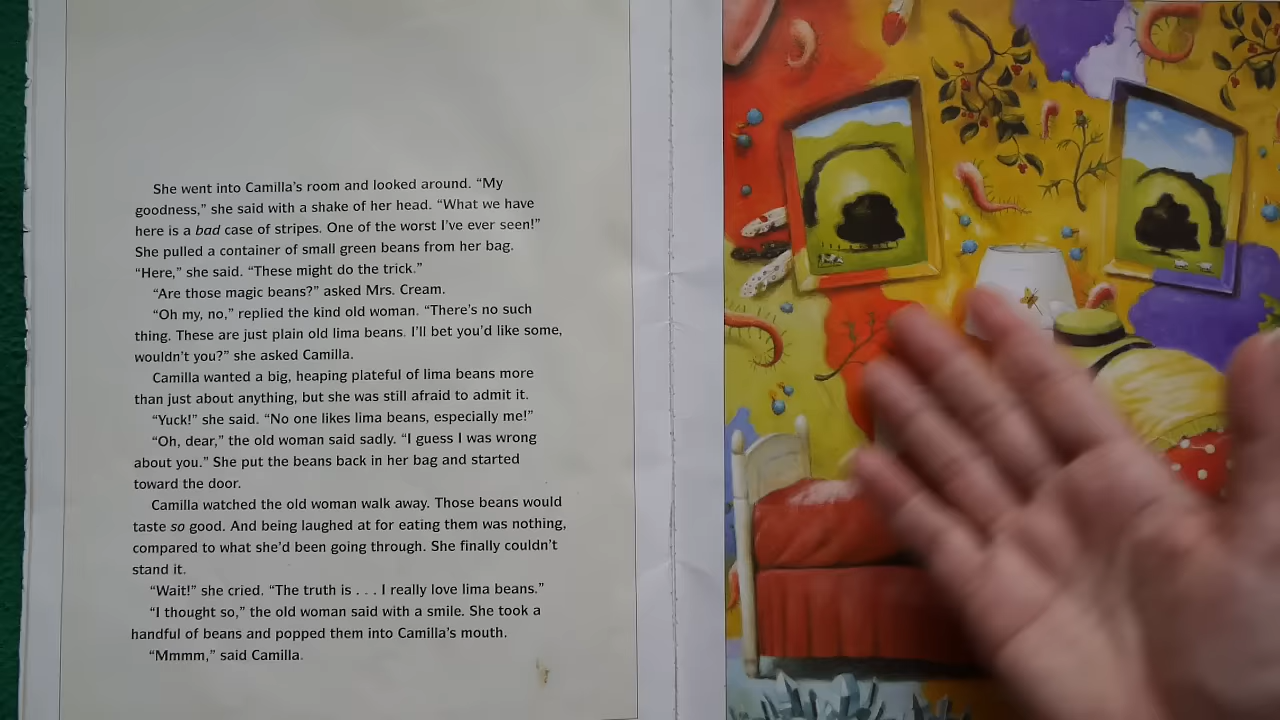 She went into Camilla's room and looked around. “My
goodness,” she said with a shake of her head. “What we have
here is a bad case of stripes. One of the worst I've ever seen!”
She pulled a container of small green beans from her bag.
“Here,” she said. “These might do the trick.”
“Are those magic beans?” asked Mrs. Cream.
“Oh my, no,” replied the kind old woman. “There's no such
thing. These are just plain old lima beans. I'll bet you'd like some,
wouldn't you?” she asked Camilla.
Camilla wanted a big, heaping plateful of lima beans more
than just about anything, but she was still afraid to admit it.
“Yuck!” she said. “No one likes lima beans, especially me!”
“Oh, dear,” the old woman said sadly. “I guess I was wrong
about you.” She put the beans back in her bag and started
toward the door.
Camilla watched the old woman walk away. Those beans would
taste so good. And being laughed at for eating them was nothing,
compared to what she'd been going through. She finally couldn't
stand it.
“Wait!” she cried. “The truth is . . . I really love lima beans.”
“I thought so,” the old woman said with a smile. She took a
handful of beans and popped them into Camilla's mouth.
“Mmmm,” said Camilla.